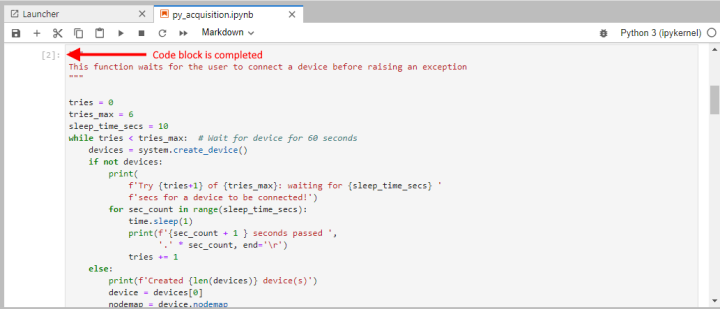 Launcher
py_acquisition.ipynb
Markdown
Python 3 (ipykernel)
[2]:
Code block is completed
This function waits for the user to connect a device before raising an exception
"""
tries = 0
tries_max = 6
sleep_time_secs = 10
while tries < tries_max:  # Wait for device for 60 seconds
    devices = system.create_device()
    if not devices:
        print(
            f'Try {tries+1} of {tries_max}: waiting for {sleep_time_secs} '
            f'secs for a device to be connected!')
        for sec_count in range(sleep_time_secs):
            time.sleep(1)
            print(f'{sec_count + 1 } seconds passed ',
                  '.' * sec_count, end='\r')
            tries += 1
    else:
        print(f'Created {len(devices)} device(s)')
        device = devices[0]
        nodemap = device.nodemap